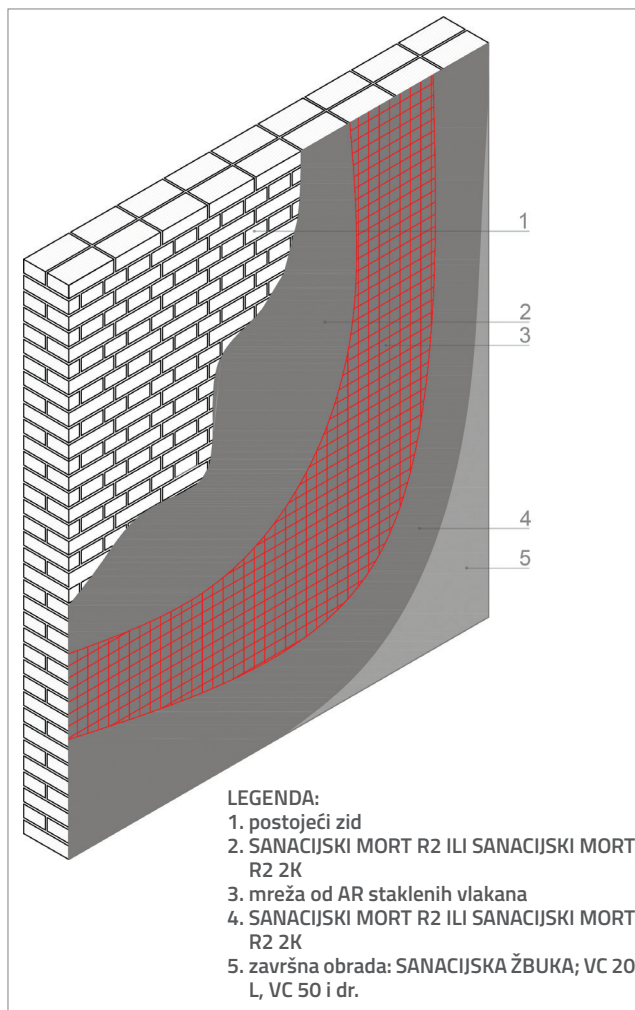 1
2
3
4
5
LEGENDA:
1. postojeći zid
2. SANACIJSKI MORT R2 ILI SANACIJSKI MORT
R2 2K
3. mreža od AR staklenih vlakana
4. SANACIJSKI MORT R2 ILI SANACIJSKI MORT
R2 2K
5. završna obrada: SANACIJSKA ŽBUKA; VC 20
L, VC 50 i dr.